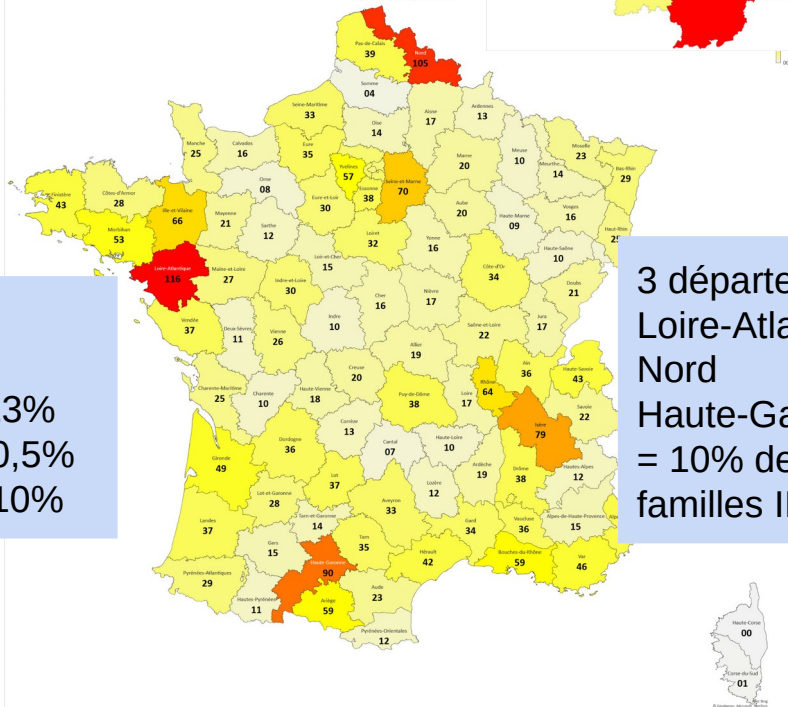 Pas-de-Calais
39
Nord
105
Somme
04
Seine-Maritime
33
Oise
14
Aisne
17
Ardennes
13
Manche
25
Calvados
16
Eure
35
Orne
08
Yvelines
57
Essonne
38
Seine-et-Marne
70
Marne
20
Meuse
10
Meurthe-
14
Moselle
23
Bas-Rhin
29
Finistère
43
Côtes-d'Armor
28
Morbihan
53
Ille-et-Vilaine
66
Mayenne
21
Sarthe
12
Eure-et-Loir
30
Loiret
32
Aube
20
Haute-Marne
09
Vosges
16
Haut-Rhin
Yonne
16
Haute-Saône
10
Loire-Atlantique
116
Maine-et-Loire
27
Indre-et-Loire
30
Loir-et-Cher
15
Cher
16
Nièvre
17
Côte-d'Or
34
Doubs
21
Jura
17
Vendée
37
Deux-Sèvres
11
Vienne
26
Indre
10
Allier
19
Saône-et-Loire
22
3%
0,5%
10%
3 départe
Loire-Atla
Nord
Haute-Ga
= 10% de
familles I
Charente-Maritime
25
Charente
10
Haute-Vienne
18
Creuse
20
Puy-de-Dôme
38
Loire
17
Rhône
64
Ain
36
Haute-Savoie
43
Savoie
22
Isère
79
Gironde
49
Dordogne
36
Corrèze
13
Cantal
07
Haute-Loire
10
Ardèche
19
Drôme
38
Hautes-Alpes
12
Lot-et-Garonne
28
Lot
37
Aveyron
33
Lozère
12
Gard
34
Vaucluse
36
Alpes-de-Haute-Provence
15
Landes
37
Gers
15
Tarn-et-Garonne
14
Tarn
35
Hérault
42
Bouches-du-Rhône
59
Var
46
Pyrénées-Atlantiques
29
Hautes-Pyrénées
11
Haute-Garonne
90
Ariège
59
Aude
23
Pyrénées-Orientales
12
Haute-Corse
00
Corse-du-Sud
01